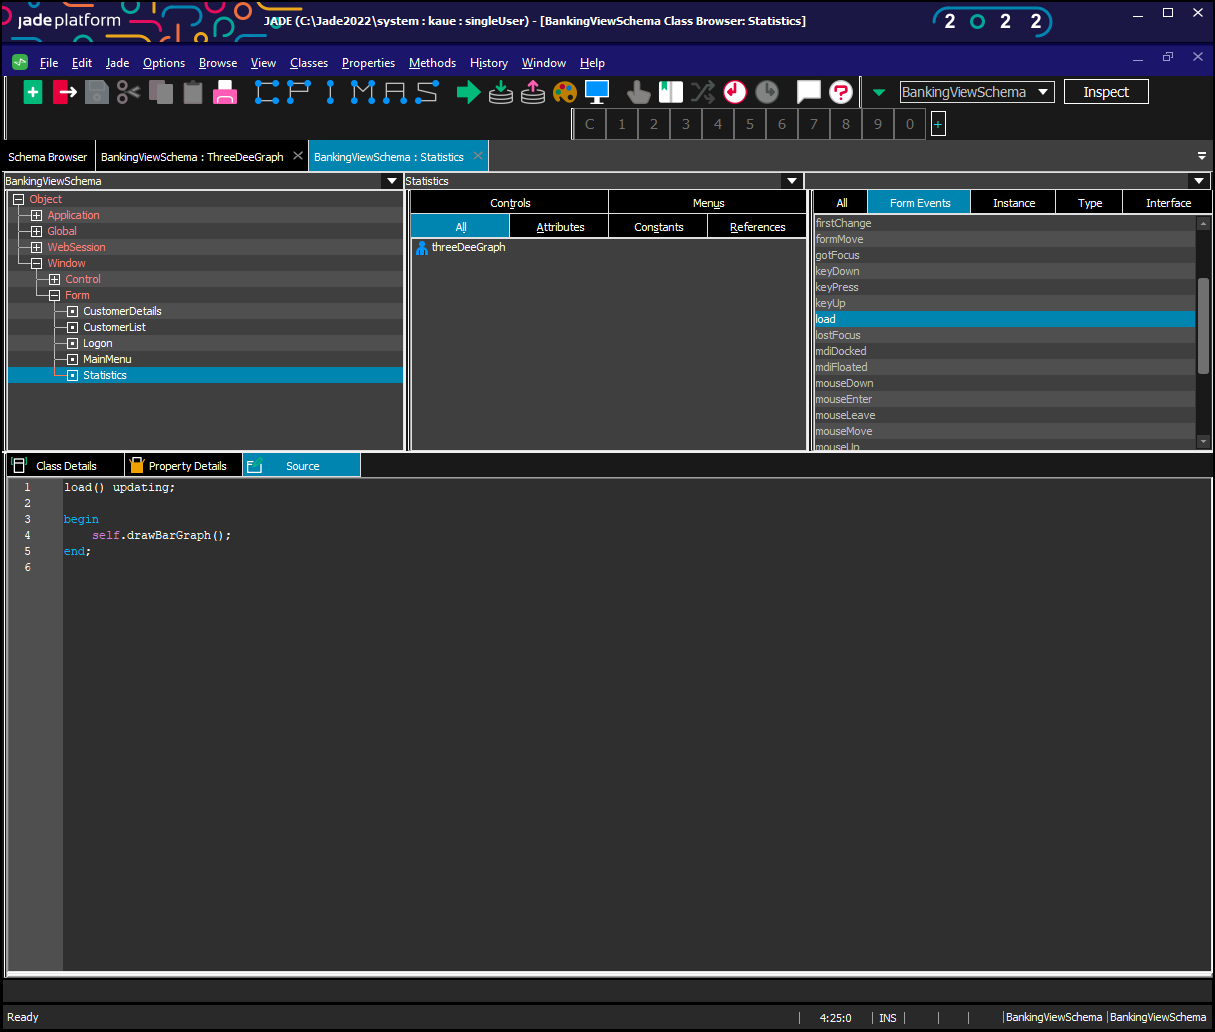 jadeplatform
JADE (C:\Jade2022\system : kaue : singleUser) - [BankingViewSchema Class Browser: Statistics]
2 0 2 2
File Edit Jade Options Browse View Classes Properties Methods History Window Help
BankingViewSchema Inspect
C 1 2 3 4 5 6 7 8 9 0 +
Schema Browser BankingViewSchema : ThreeDeeGraph BankingViewSchema : Statistics
BankingViewSchema
Object
Application
Global
WebSession
Window
Control
Form
CustomerDetails
CustomerList
Logon
MainMenu
Statistics
Statistics
Controls Menus
All Attributes Constants References
threeDeeGraph
All Form Events Instance Type Interface
firstChange
formMove
gotFocus
keyDown
keyPress
keyUp
load
lostFocus
mdiDocked
mdiFloated
mouseDown
mouseEnter
mouseLeave
mouseMove
mouseUp
Class Details Property Details Source
1 load() updating;
2
3 begin
4 self.drawBarGraph();
5 end;
6
Ready 4:25:0 INS BankingViewSchema BankingViewSchema